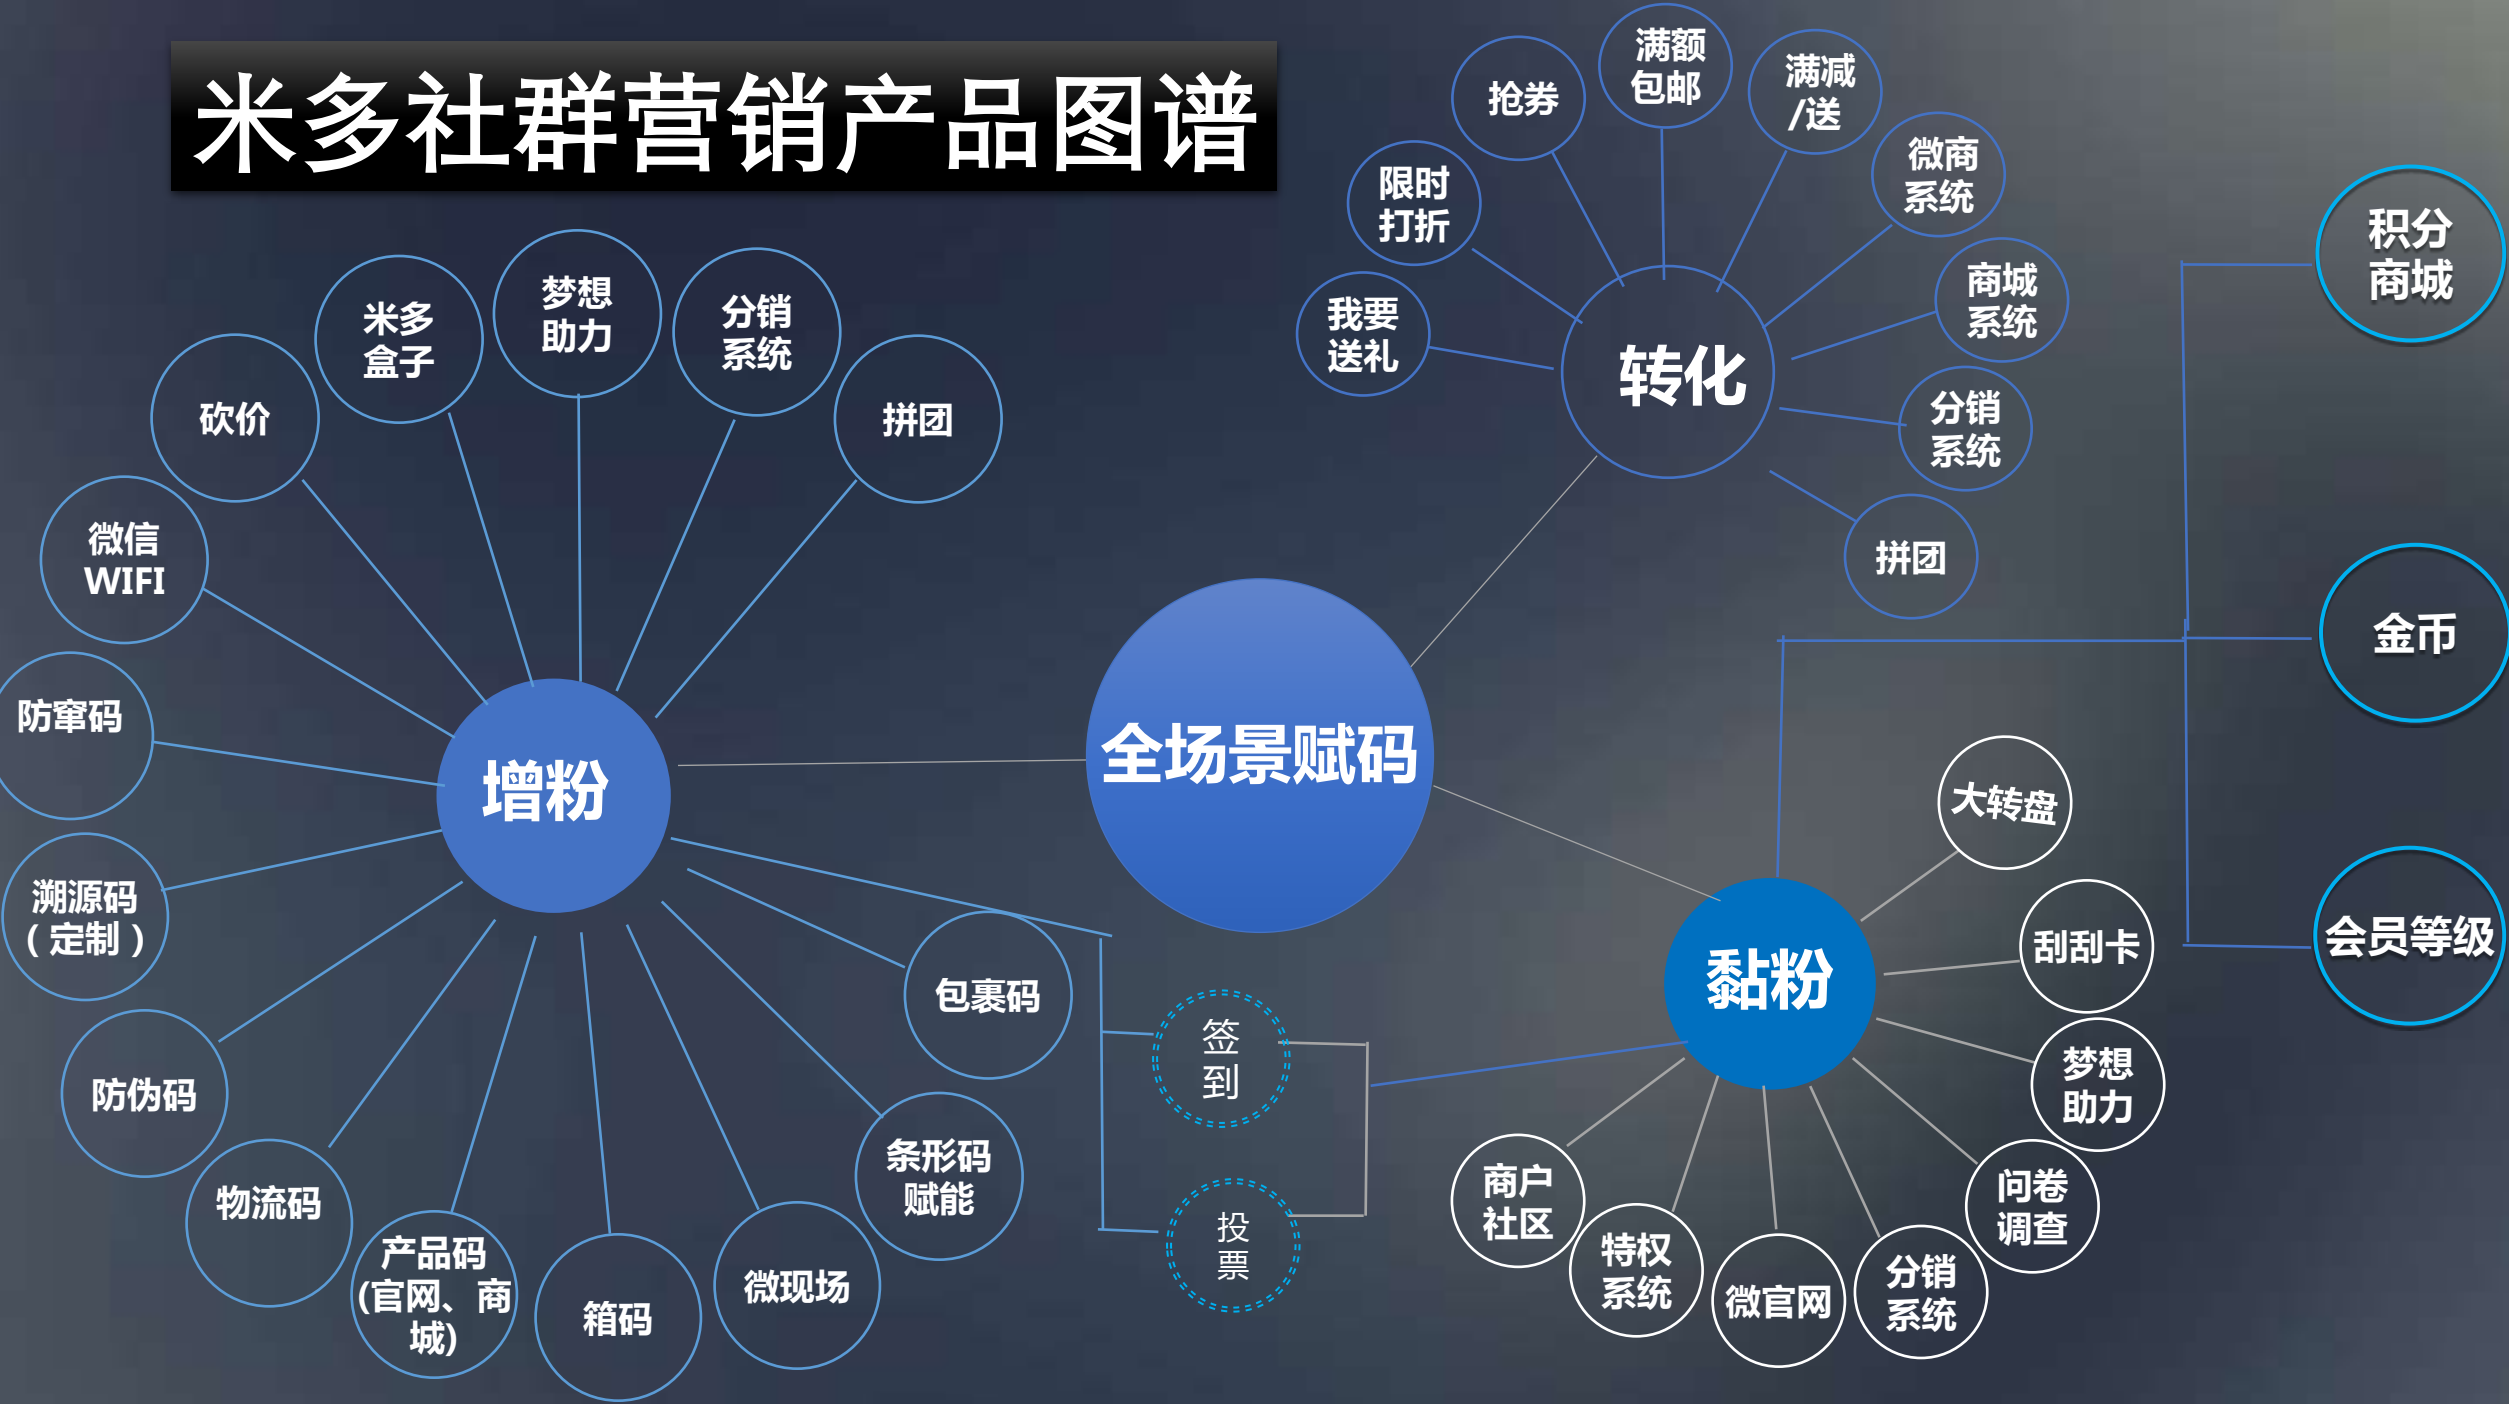 米多社群营销产品图谱
满额
包邮
满减
/送
抢券
微商
系统
限时
打折
商城
系统
我要
送礼
转化
分销
系统
拼团
积分
商城
金币
会员等级
梦想
助力
米多
盒子
分销
系统
砍价
拼团
微信
WIFI
防窜码
增粉
全场景赋码
溯源码
（定制）
防伪码
物流码
产品码
(官网、商
城)
箱码
微现场
条形码
赋能
包裹码
签
到
投
票
黏粉
大转盘
刮刮卡
梦想
助力
问卷
调查
分销
系统
微官网
特权
系统
商户
社区